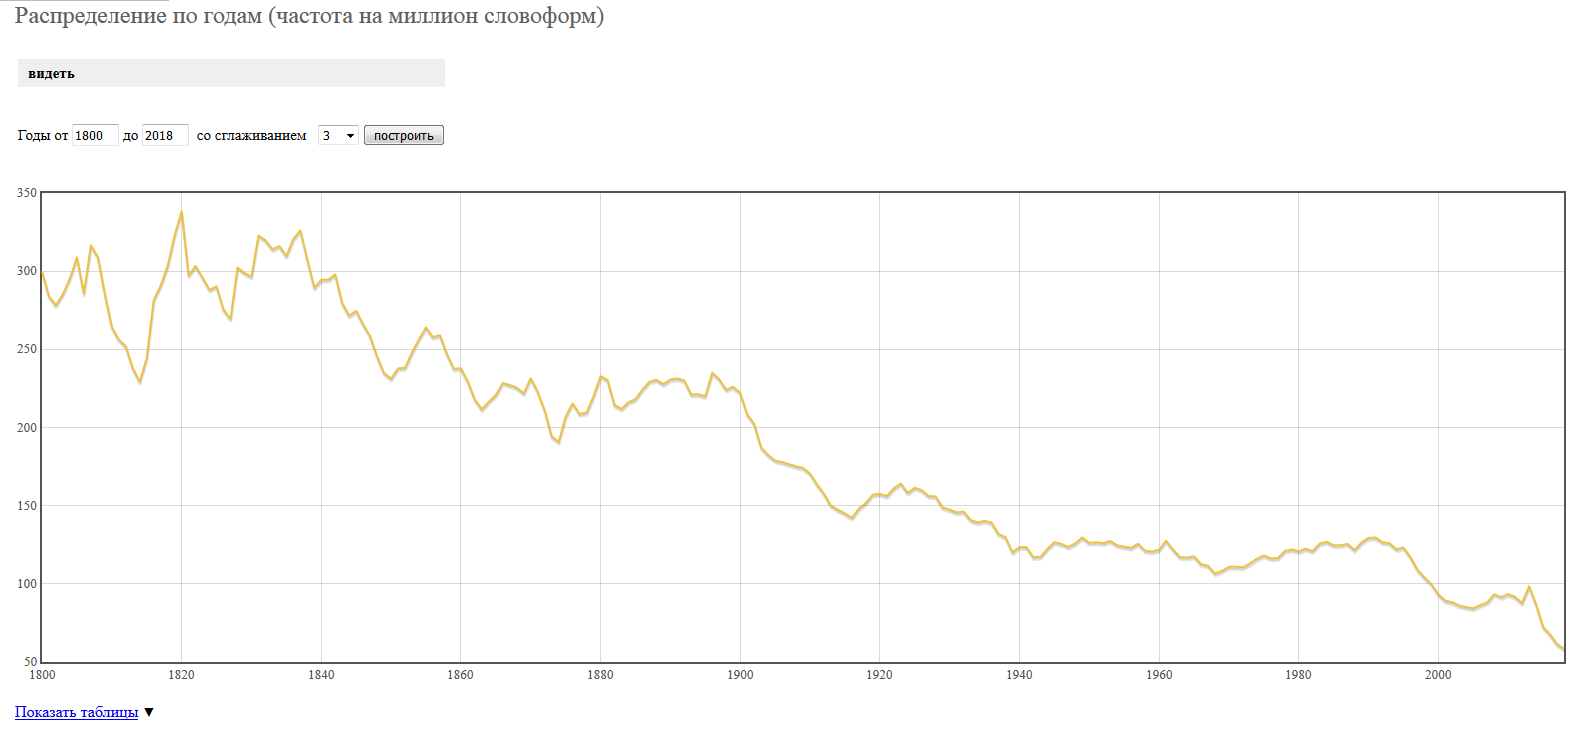 Распределение по годам (частота на миллион словоформ)
видеть
Годы от 1800 до 2018 со сглаживанием 3 построить
350
300
250
200
150
100
50
1800 1820 1840 1860 1880 1900 1920 1940 1960 1980 2000
Показать таблицы ▼